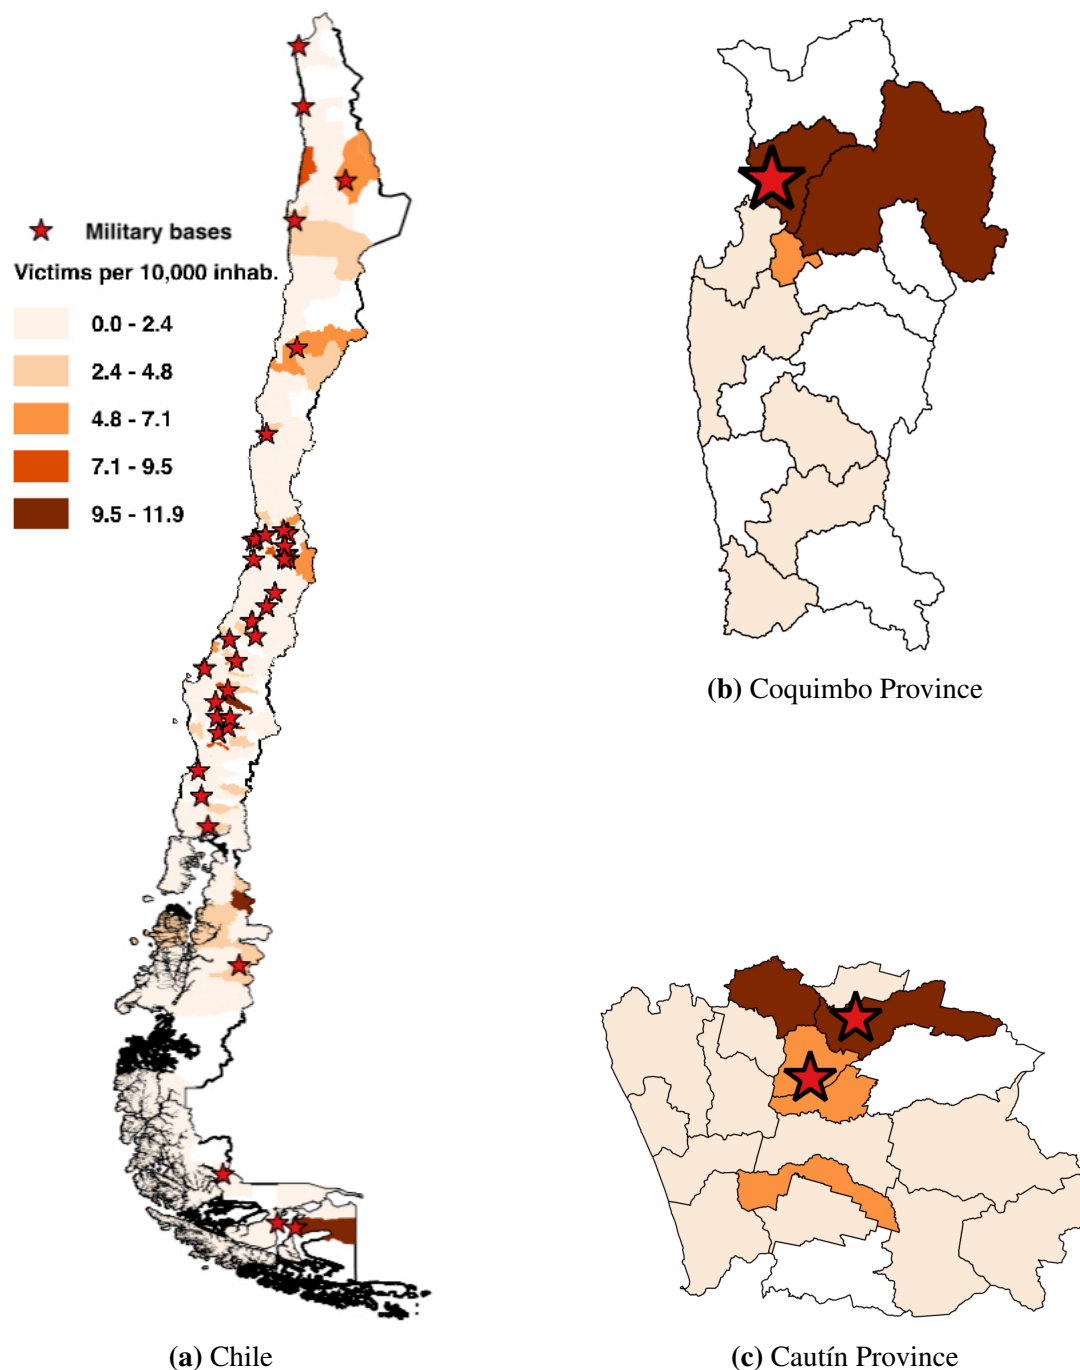 Military bases
Victims per 10,000 inhab.
0.0 - 2.4
2.4 - 4.8
4.8 - 7.1
7.1 - 9.5
9.5 - 11.9
(a) Chile
(b) Coquimbo Province
(c) Cautín Province